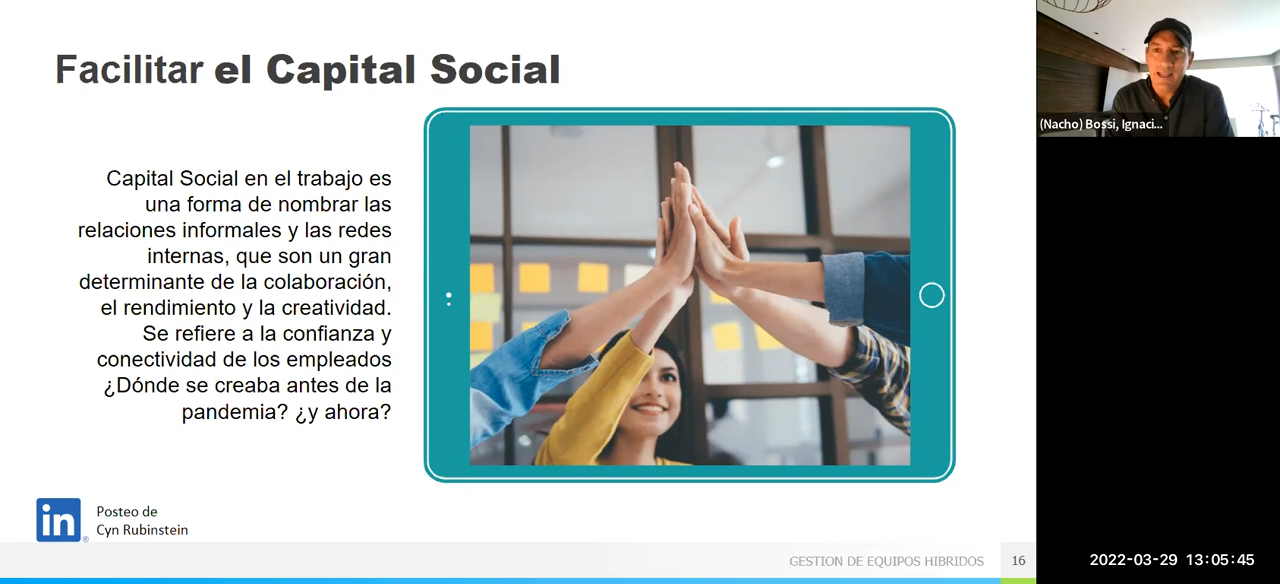 Facilitar el Capital Social
(Nacho) Bossi, Ignaci...
Capital Social en el trabajo es
una forma de nombrar las
relaciones informales y las redes
internas, que son un gran
determinante de la colaboración,
el rendimiento y la creatividad.
Se refiere a la confianza y
conectividad de los empleados
¿Dónde se creaba antes de la
pandemia? ¿y ahora?
in
®
Posteo de
Cyn Rubinstein
GESTION DE EQUIPOS HIBRIDOS
16
2022-03-29 13:05:45